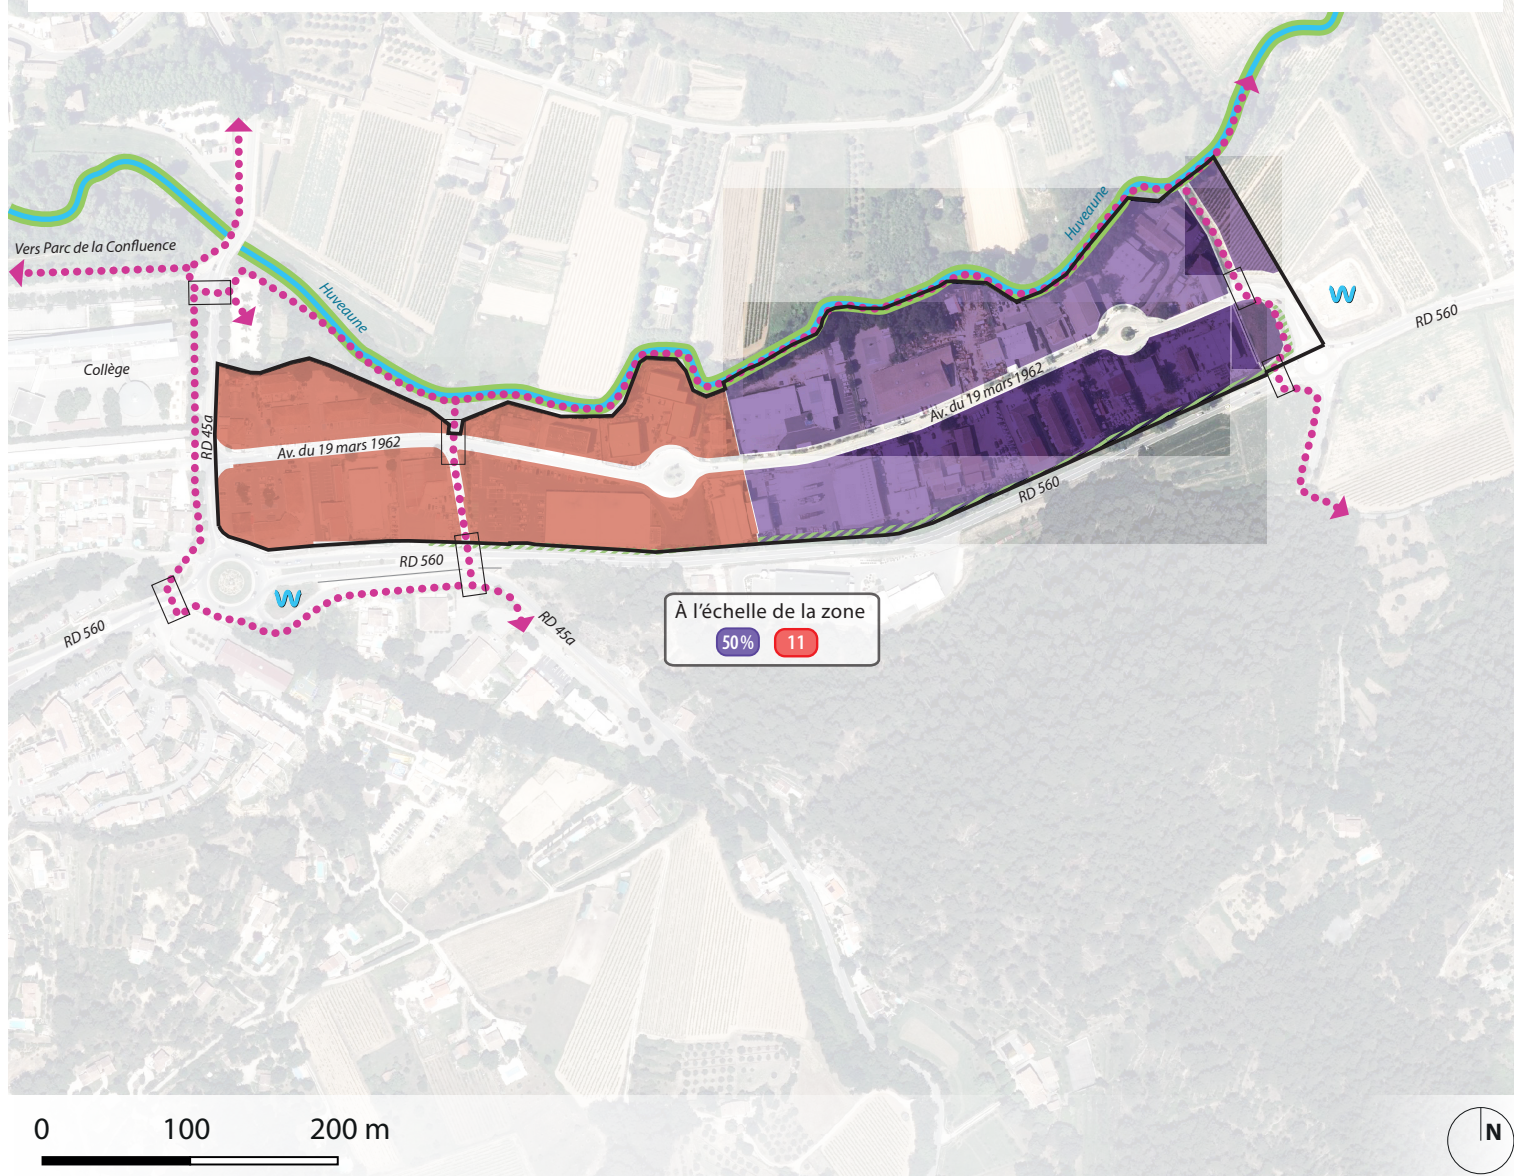 Vers Parc de la Confluence
Huveaune
Huveaune
RD 560
Collège
RD 45a
Av. du 19 mars 1962
Av. du 19 mars 1962
RD 560
RD 560
RD 560
RD 45a
À l’échelle de la zone
50% 11
0 100 200 m
N